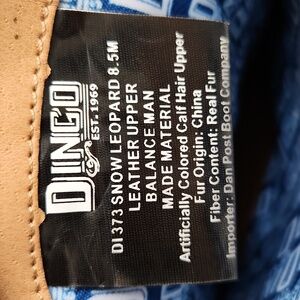 DINGO
EST. 1969
DI 373 SNOW LEOPARD 8.5M
LEATHER UPPER
BALANCE MAN
MADE MATERIAL
Artificially Colored Calf Hair Upper
Fur Origin: China
Fiber Content: Real Fur
Importer: Dan Post Boot Company